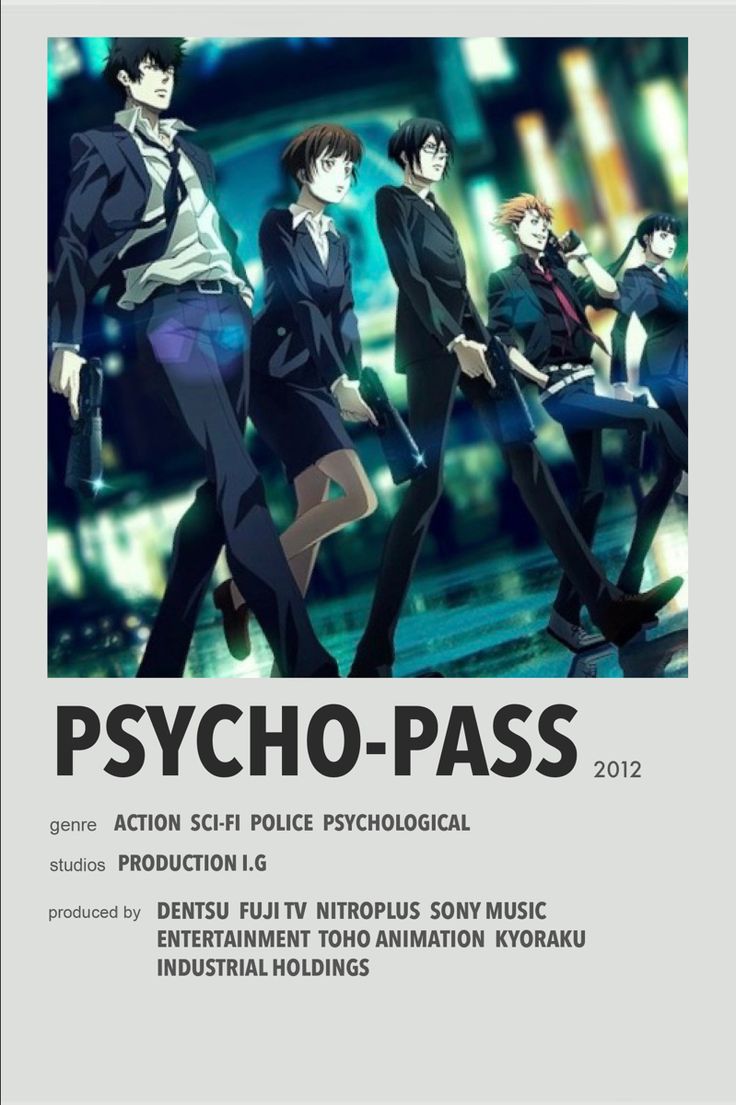 PSYCHO-PASS 2012
genre ACTION SCI-FI POLICE PSYCHOLOGICAL
studios PRODUCTION I.G
produced by DENTSU FUJI TV NITROPLUS SONY MUSIC
ENTERTAINMENT TOHO ANIMATION KYORAKU
INDUSTRIAL HOLDINGS